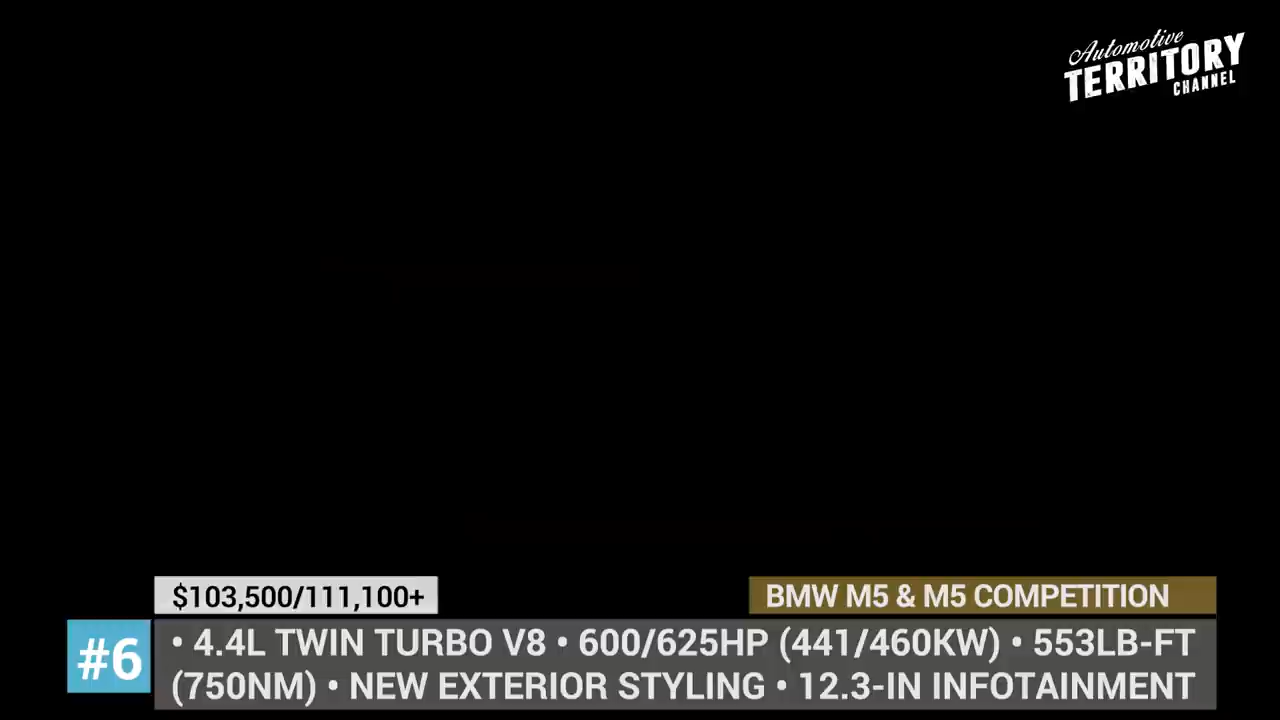 Automotive
TERRITORY
CHANNEL
$103,500/111,100+
BMW M5 & M5 COMPETITION
#6
• 4.4L TWIN TURBO V8 • 600/625HP (441/460KW) • 553LB-FT
(750NM) • NEW EXTERIOR STYLING • 12.3-IN INFOTAINMENT